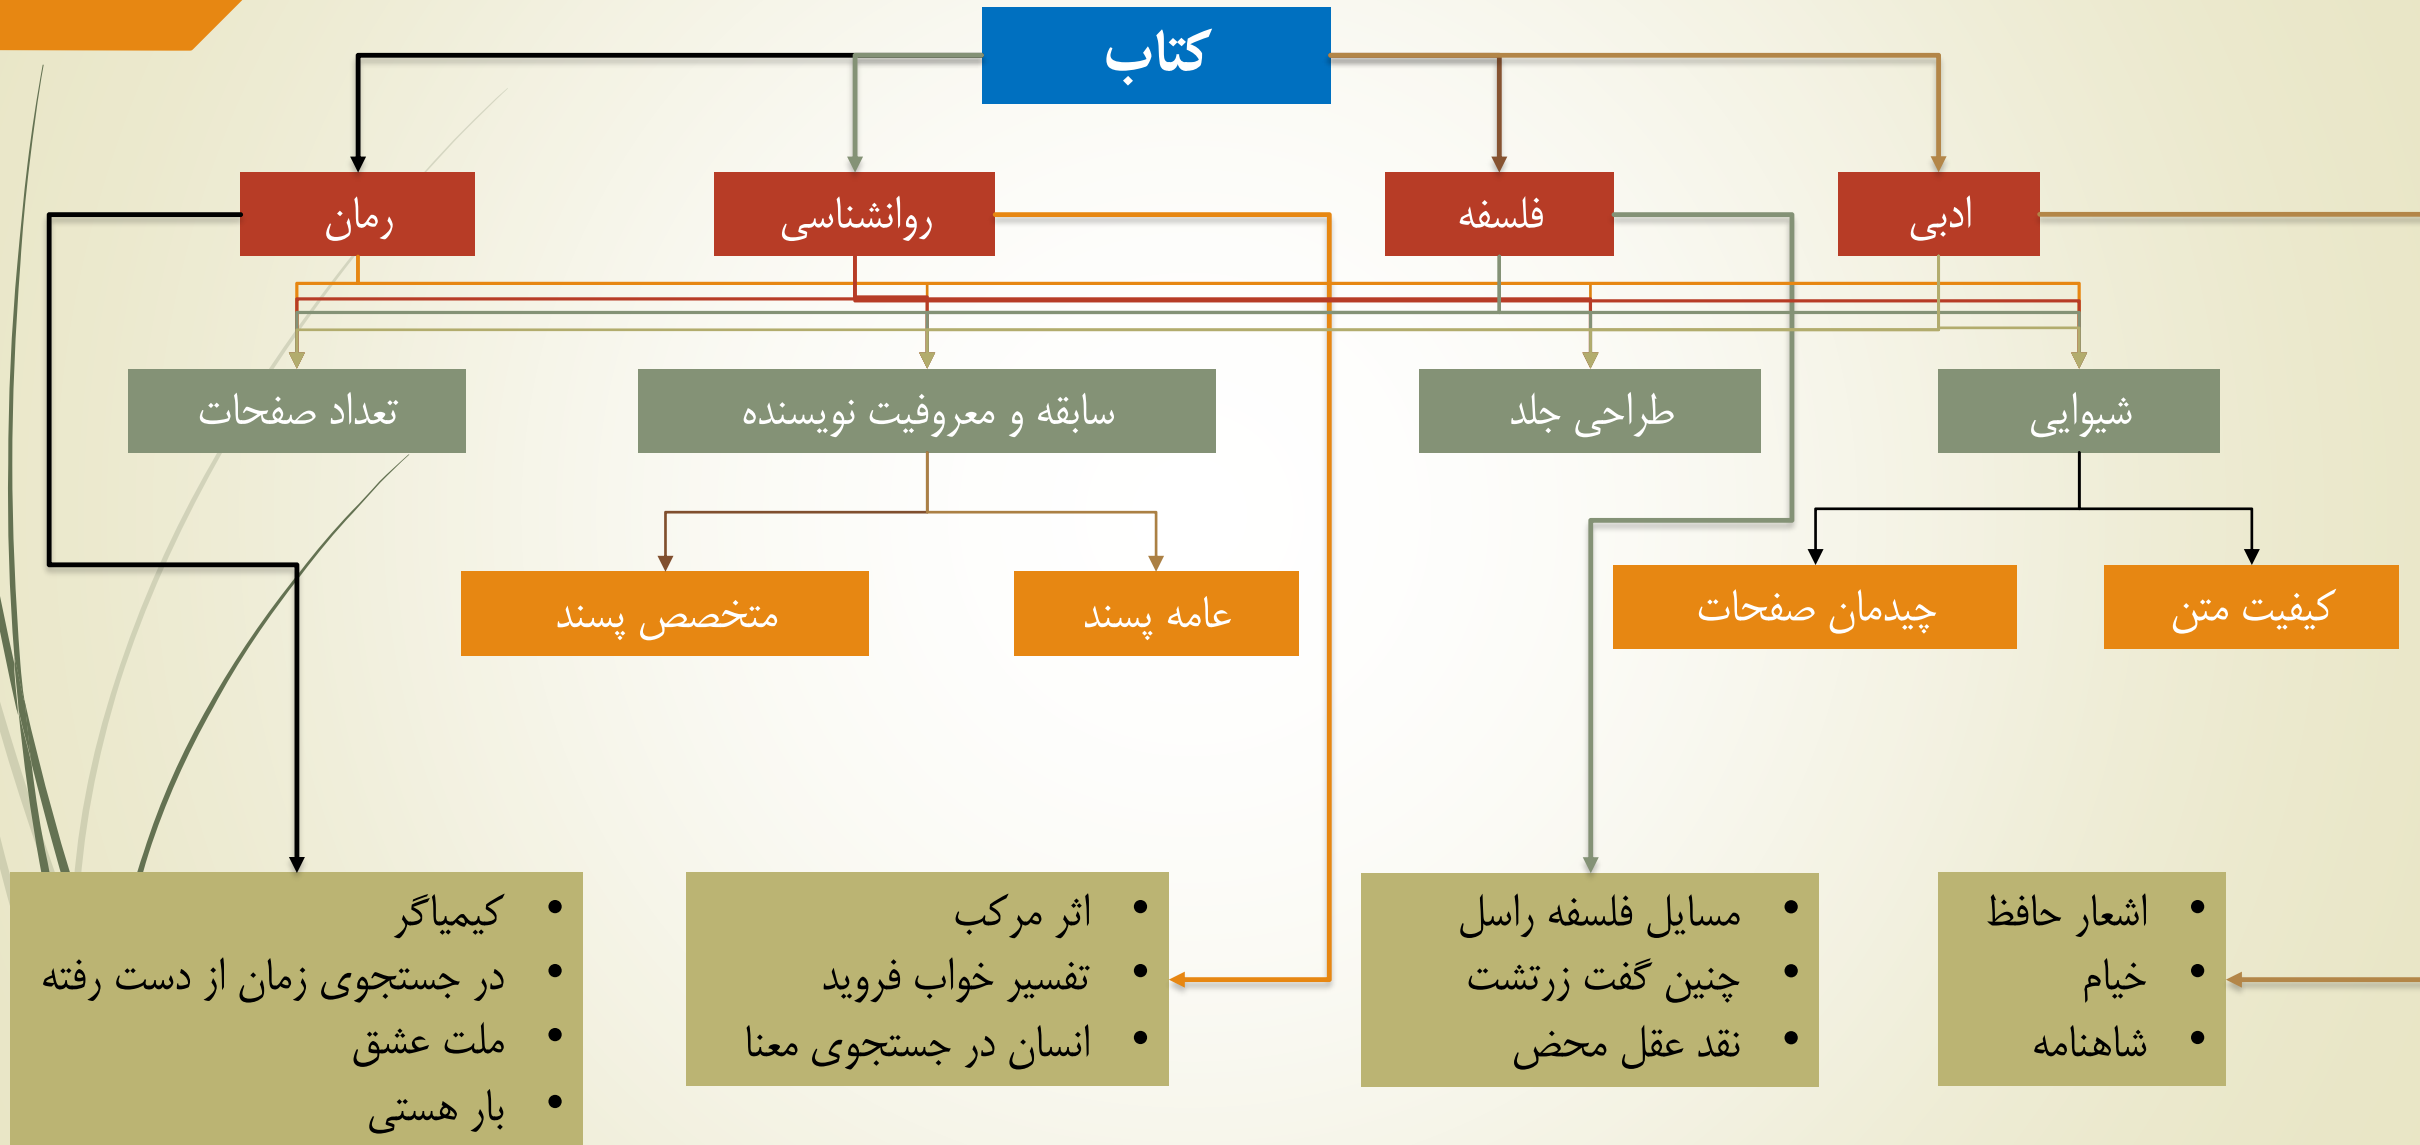 کتاب
ادبی
فلسفه
روانشناسی
رمان
شیوایی
طراحی جلد
سابقه و معروفیت نویسنده
تعداد صفحات
کیفیت متن
چیدمان صفحات
عامه پسند
متخصص پسند
• اشعار حافظ
• خیام
• شاهنامه
• مسایل فلسفه راسل
• چنین گفت زرتشت
• نقد عقل محض
• اثر مرکب
• تفسیر خواب فروید
• انسان در جستجوی معنا
• کیمیاگر
• در جستجوی زمان از دست رفته
• ملت عشق
• بار هستی